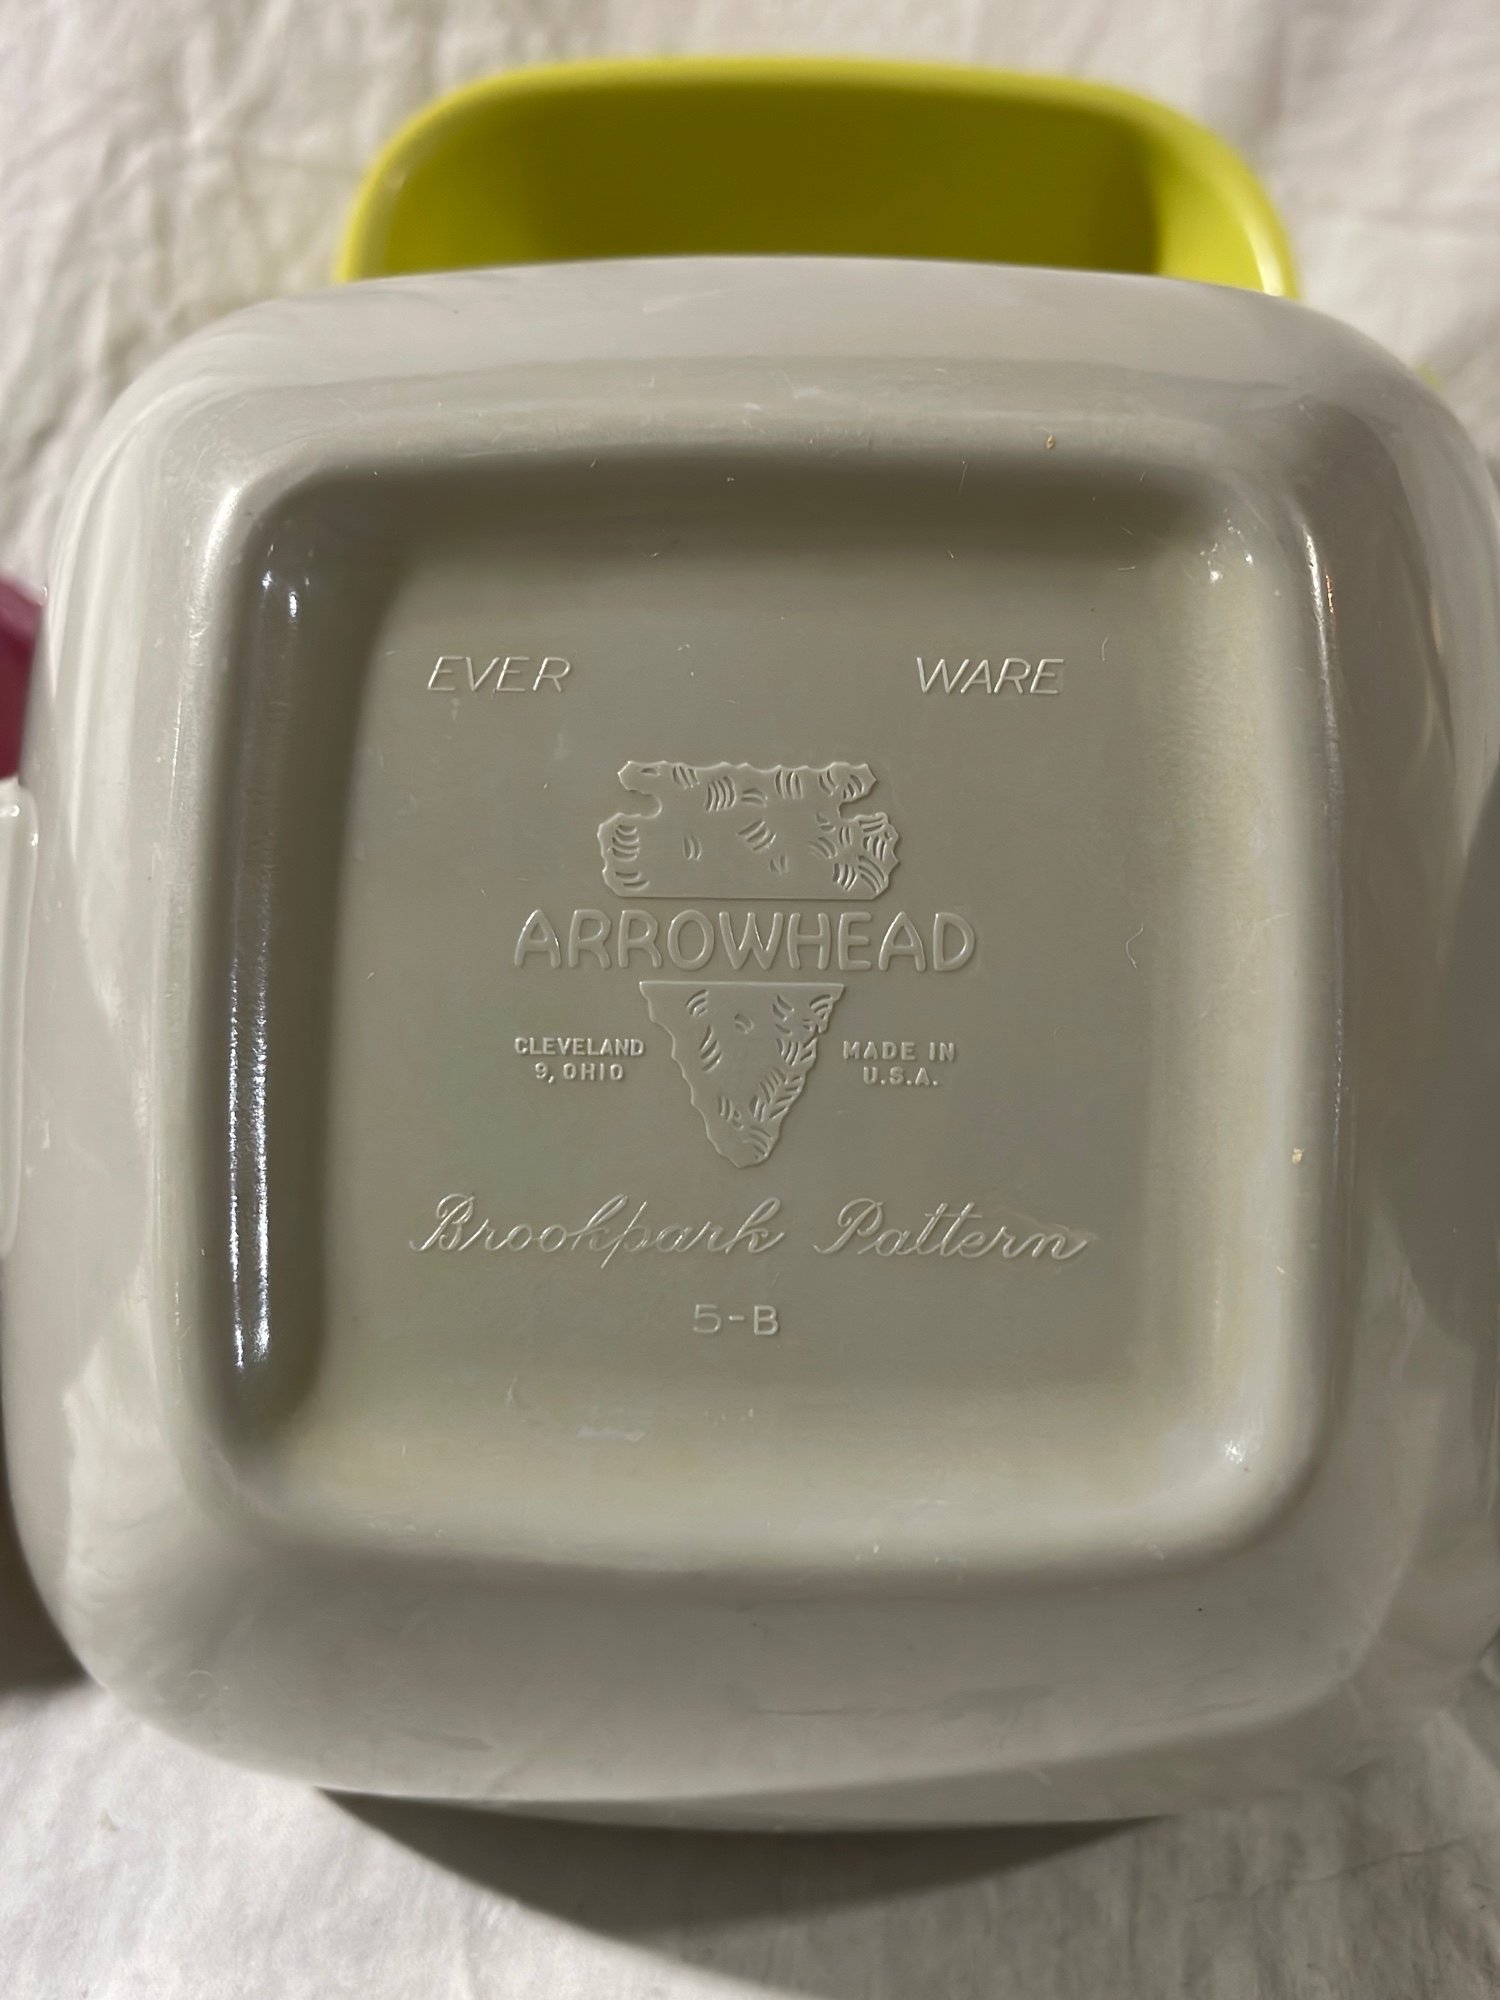 EVER WARE
ARROWHEAD
CLEVELAND
9, OHIO
MADE IN
U.S.A.
Brookpark Pattern
5-B